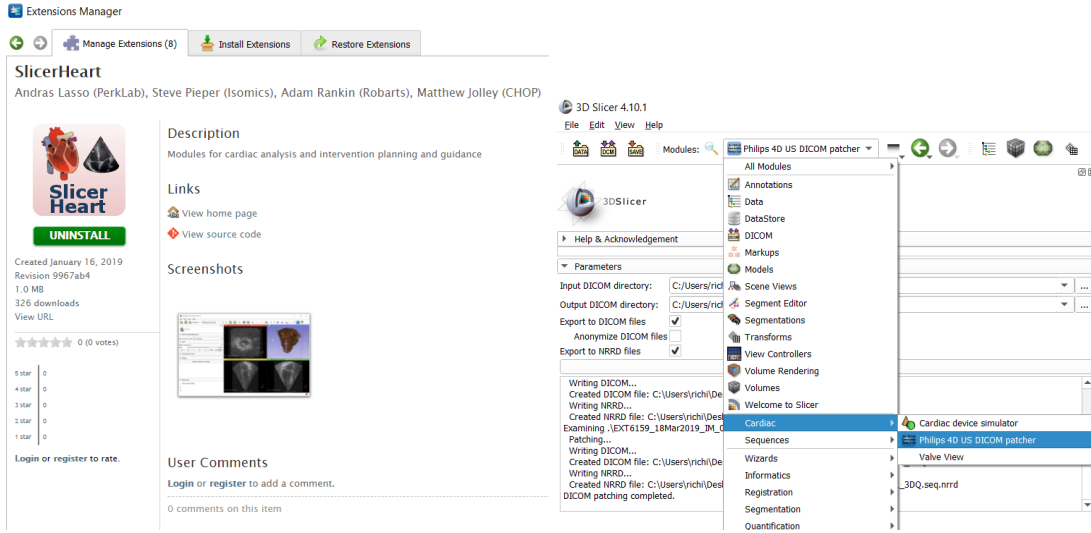 Extensions Manager
Manage Extensions (8)
Install Extensions
Restore Extensions
SlicerHeart
Andras Lasso (PerkLab), Steve Pieper (Isomics), Adam Rankin (Robarts), Matthew Jolley (CHOP)
Slicer
Heart
UNINSTALL
Created January 16, 2019
Revision 9967ab4
1.0 MB
326 downloads
View URL
0 (0 votes)
5 star 0
4 star 0
3 star 0
2 star 0
1 star 0
Login or register to rate.
Description
Modules for cardiac analysis and intervention planning and guidance
Links
View home page
View source code
Screenshots
User Comments
Login or register to add a comment.
0 comments on this item
3D Slicer 4.10.1
File Edit View Help
DATA DCM SAVE Modules: Philips 4D US DICOM patcher
3DSlicer
Help & Acknowledgement
Parameters
Input DICOM directory: C:/Users/rich
Output DICOM directory: C:/Users/rich
Export to DICOM files
Anonymize DICOM files
Export to NRRD files
Writing DICOM...
Created DICOM file: C:\Users\richi\Des
Writing NRRD...
Created NRRD file: C:\Users\richi\Desl
Examining .\EXT6159_18Mar2019_IM_0
Patching...
Writing DICOM...
Created DICOM file: C:\Users\richi\De
Writing NRRD...
Created NRRD file: C:\Users\richi\Desl
_3DQ.seq.nrrd
DICOM patching completed.
All Modules
Annotations
Data
DataStore
DICOM
Markups
Models
Scene Views
Segment Editor
Segmentations
Transforms
View Controllers
Volume Rendering
Volumes
Welcome to Slicer
Cardiac
Sequences
Wizards
Informatics
Registration
Segmentation
Quantification
Cardiac device simulator
Philips 4D US DICOM patcher
Valve View